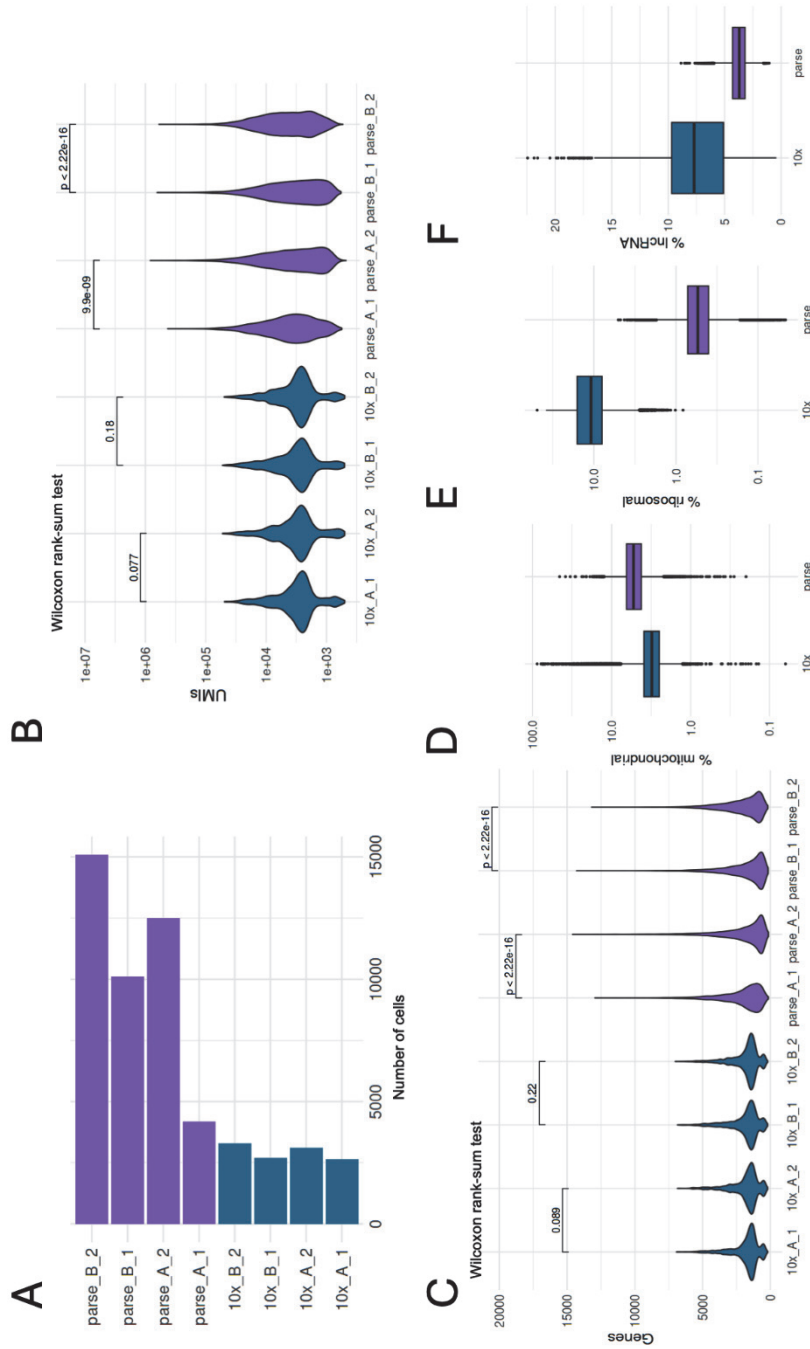 A
parse_B_2
parse_B_1
parse_A_2
parse_A_1
10x_B_2
10x_B_1
10x_A_2
10x_A_1
0
5000
10000
15000
Number of cells
B
Wilcoxon rank-sum test
1e+07
1e+06
1e+05
1e+04
1e+03
UMIs
0.077
0.18
9.9e-09
p < 2.22e-16
10x_A_1
10x_A_2
10x_B_1
10x_B_2
parse_A_1
parse_A_2
parse_B_1
parse_B_2
C
Wilcoxon rank-sum test
20000
15000
10000
5000
0
Genes
0.089
0.22
p < 2.22e-16
p < 2.22e-16
10x_A_1
10x_A_2
10x_B_1
10x_B_2
parse_A_1
parse_A_2
parse_B_1
parse_B_2
D
100.0
10.0
1.0
0.1
% mitochondrial
10x
parse
E
10.0
1.0
0.1
% ribosomal
10x
parse
F
20
15
10
5
0
% lncRNA
10x
parse